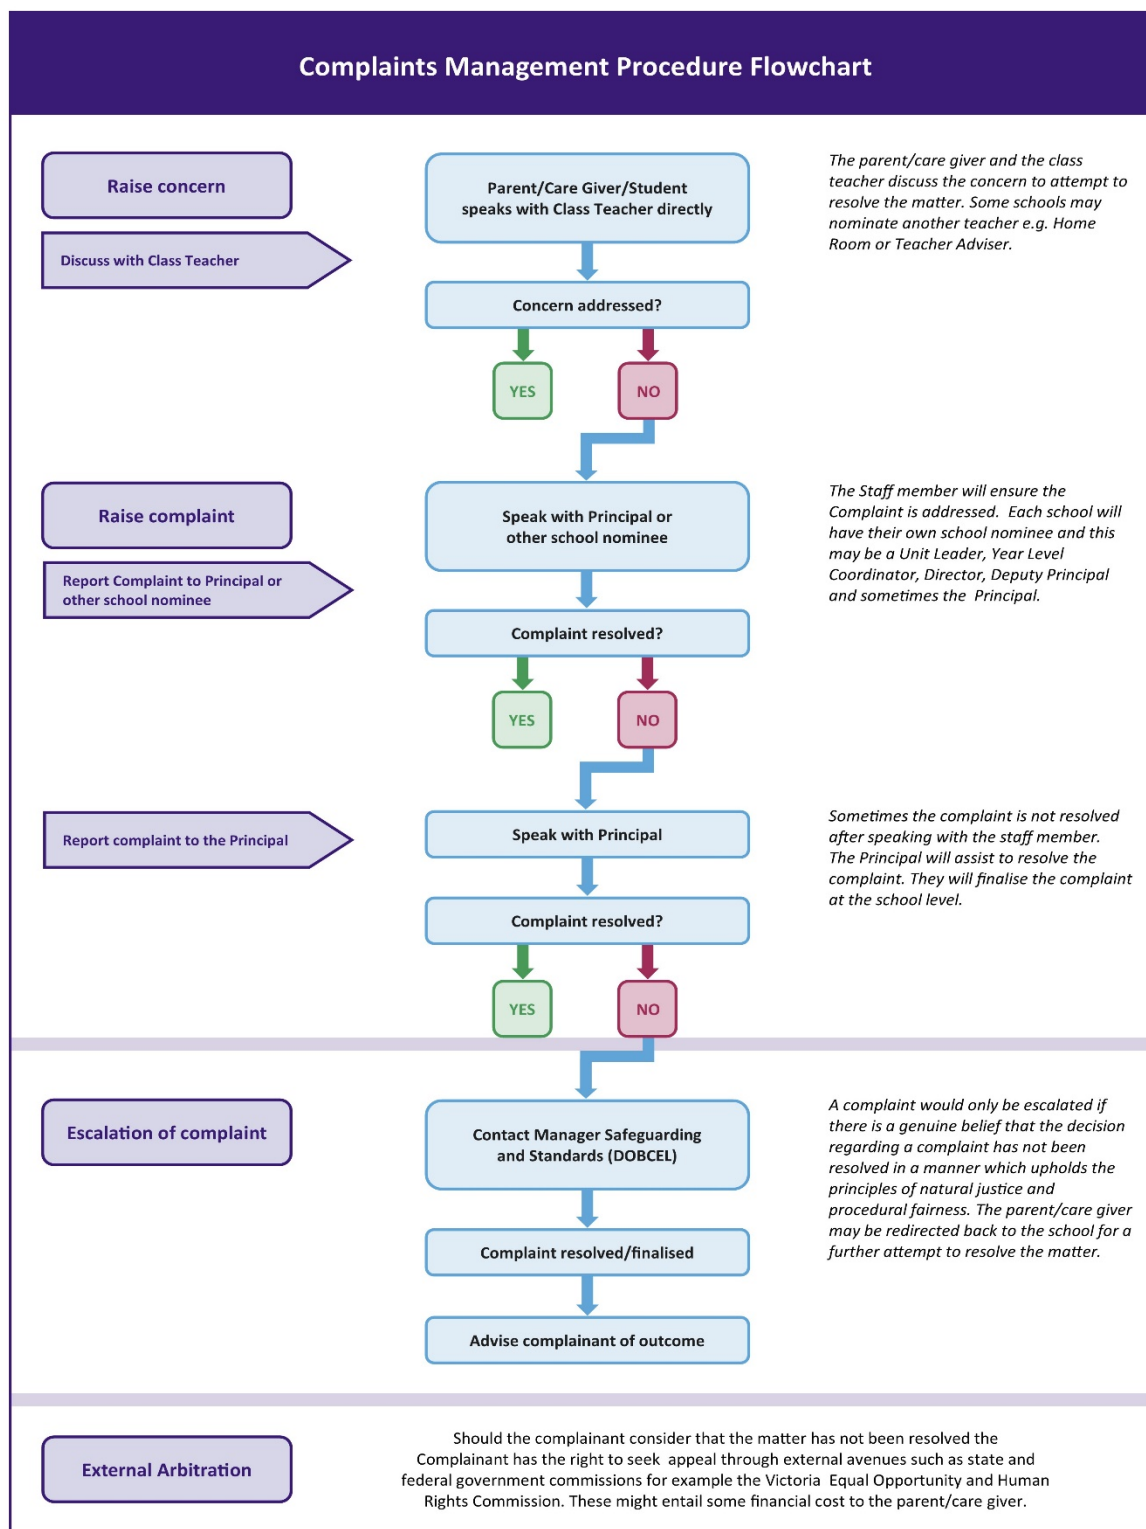 Complaints Management Procedure Flowchart
Raise concern
Discuss with Class Teacher
Parent/Care Giver/Student
speaks with Class Teacher directly
The parent/care giver and the class
teacher discuss the concern to attempt to
resolve the matter. Some schools may
nominate another teacher e.g. Home
Room or Teacher Adviser.
Concern addressed?
YES
NO
Raise complaint
Report Complaint to Principal or
other school nominee
Speak with Principal or
other school nominee
The Staff member will ensure the
Complaint is addressed.  Each school will
have their own school nominee and this
may be a Unit Leader, Year Level
Coordinator, Director, Deputy Principal
and sometimes the  Principal.
Complaint resolved?
YES
NO
Report complaint to the Principal
Speak with Principal
Sometimes the complaint is not resolved
after speaking with the staff member.
The Principal will assist to resolve the
complaint. They will finalise the complaint
at the school level.
Complaint resolved?
YES
NO
Escalation of complaint
Contact Manager Safeguarding
and Standards (DOBCEL)
A complaint would only be escalated if
there is a genuine belief that the decision
regarding a complaint has not been
resolved in a manner which upholds the
principles of natural justice and
procedural fairness. The parent/care giver
may be redirected back to the school for a
further attempt to resolve the matter.
Complaint resolved/finalised
Advise complainant of outcome
External Arbitration
Should the complainant consider that the matter has not been resolved the
Complainant has the right to seek  appeal through external avenues such as state and
federal government commissions for example the Victoria  Equal Opportunity and Human
Rights Commission. These might entail some financial cost to the parent/care giver.